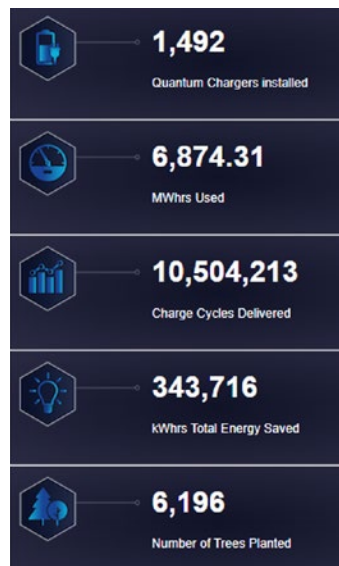 1,492
Quantum Chargers installed
6,874.31
MWhrs Used
10,504,213
Charge Cycles Delivered
343,716
kWhrs Total Energy Saved
6,196
Number of Trees Planted